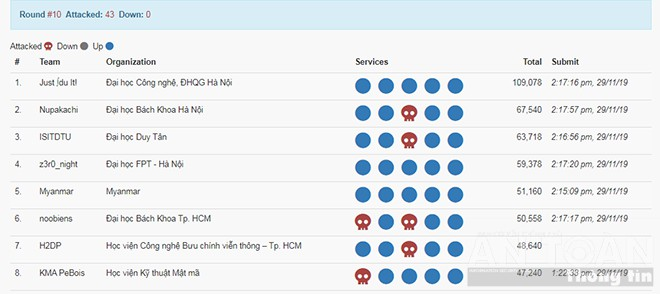 Round #10 Attacked: 43 Down: 0
Attacked Down Up
# Team Organization Services Total Submit
1. Just ∫du It! Đại học Công nghệ, ĐHQG Hà Nội 109,078 2:17:16 pm, 29/11/19
2. Nupakachi Đại học Bách Khoa Hà Nội 67,540 2:17:57 pm, 29/11/19
3. ISITDTU Đại học Duy Tân 63,718 2:16:56 pm, 29/11/19
4. z3r0_night Đại học FPT - Hà Nội 59,378 2:17:20 pm, 29/11/19
5. Myanmar Myanmar 51,160 2:15:09 pm, 29/11/19
6. noobiens Đại học Bách Khoa Tp. HCM 50,558 2:17:17 pm, 29/11/19
7. H2DP Học viện Công nghệ Bưu chính viễn thông – Tp. HCM 48,640
8. KMA PeBois Học viện Kỹ thuật Mật mã 47,240 1:22:33 pm, 29/11/19
AN TOÀN
Thông tin